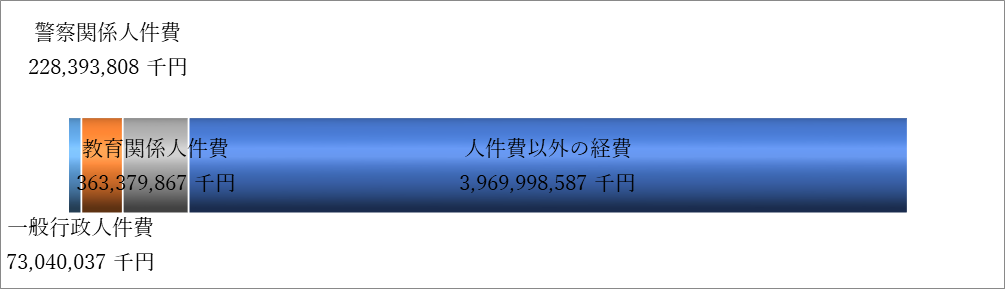 警察関係人件費
228,393,808 千円
教育関係人件費
363,379,867 千円
人件費以外の経費
3,969,998,587 千円
一般行政人件費
73,040,037 千円